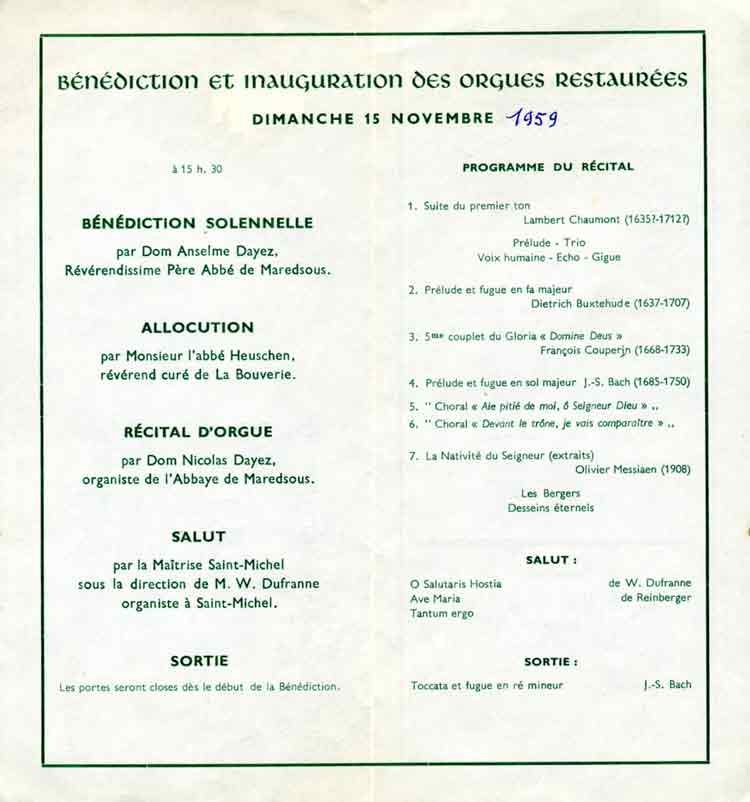 BÉNÉDICTION ET INAUGURATION DES ORGUES RESTAURÉES
DIMANCHE 15 NOVEMBRE 1959
à 15 h. 30
BÉNÉDICTION SOLENNELLE
par Dom Anselme Dayez,
Révérendissime Père Abbé de Maredsous.
ALLOCUTION
par Monsieur l'abbé Heuschen,
révérend curé de La Bouverie.
RÉCITAL D'ORGUE
par Dom Nicolas Dayez,
organiste de l'Abbaye de Maredsous.
SALUT
par la Maîtrise Saint-Michel
sous la direction de M. W. Dufranne
organiste à Saint-Michel.
SORTIE
Les portes seront closes dès le début de la Bénédiction.
PROGRAMME DU RÉCITAL
1. Suite du premier ton
Lambert Chaumont (1635?-1712?)
Prélude - Trio
Voix humaine - Echo - Gigue
2. Prélude et fugue en fa majeur
Dietrich Buxtehude (1637-1707)
3. 5me couplet du Gloria « Domine Deus »
François Couperjn (1668-1733)
4. Prélude et fugue en sol majeur J.-S. Bach (1685-1750)
5. " Choral « Aie pitié de moi, ô Seigneur Dieu » ,,
6. " Choral « Devant le trône, je vais comparaître » ,,
7. La Nativité du Seigneur (extraits)
Olivier Messiaen (1908)
Les Bergers
Desseins éternels
SALUT :
O Salutaris Hostia de W. Dufranne
Ave Maria de Reinberger
Tantum ergo
SORTIE :
Toccata et fugue en ré mineur J.-S. Bach